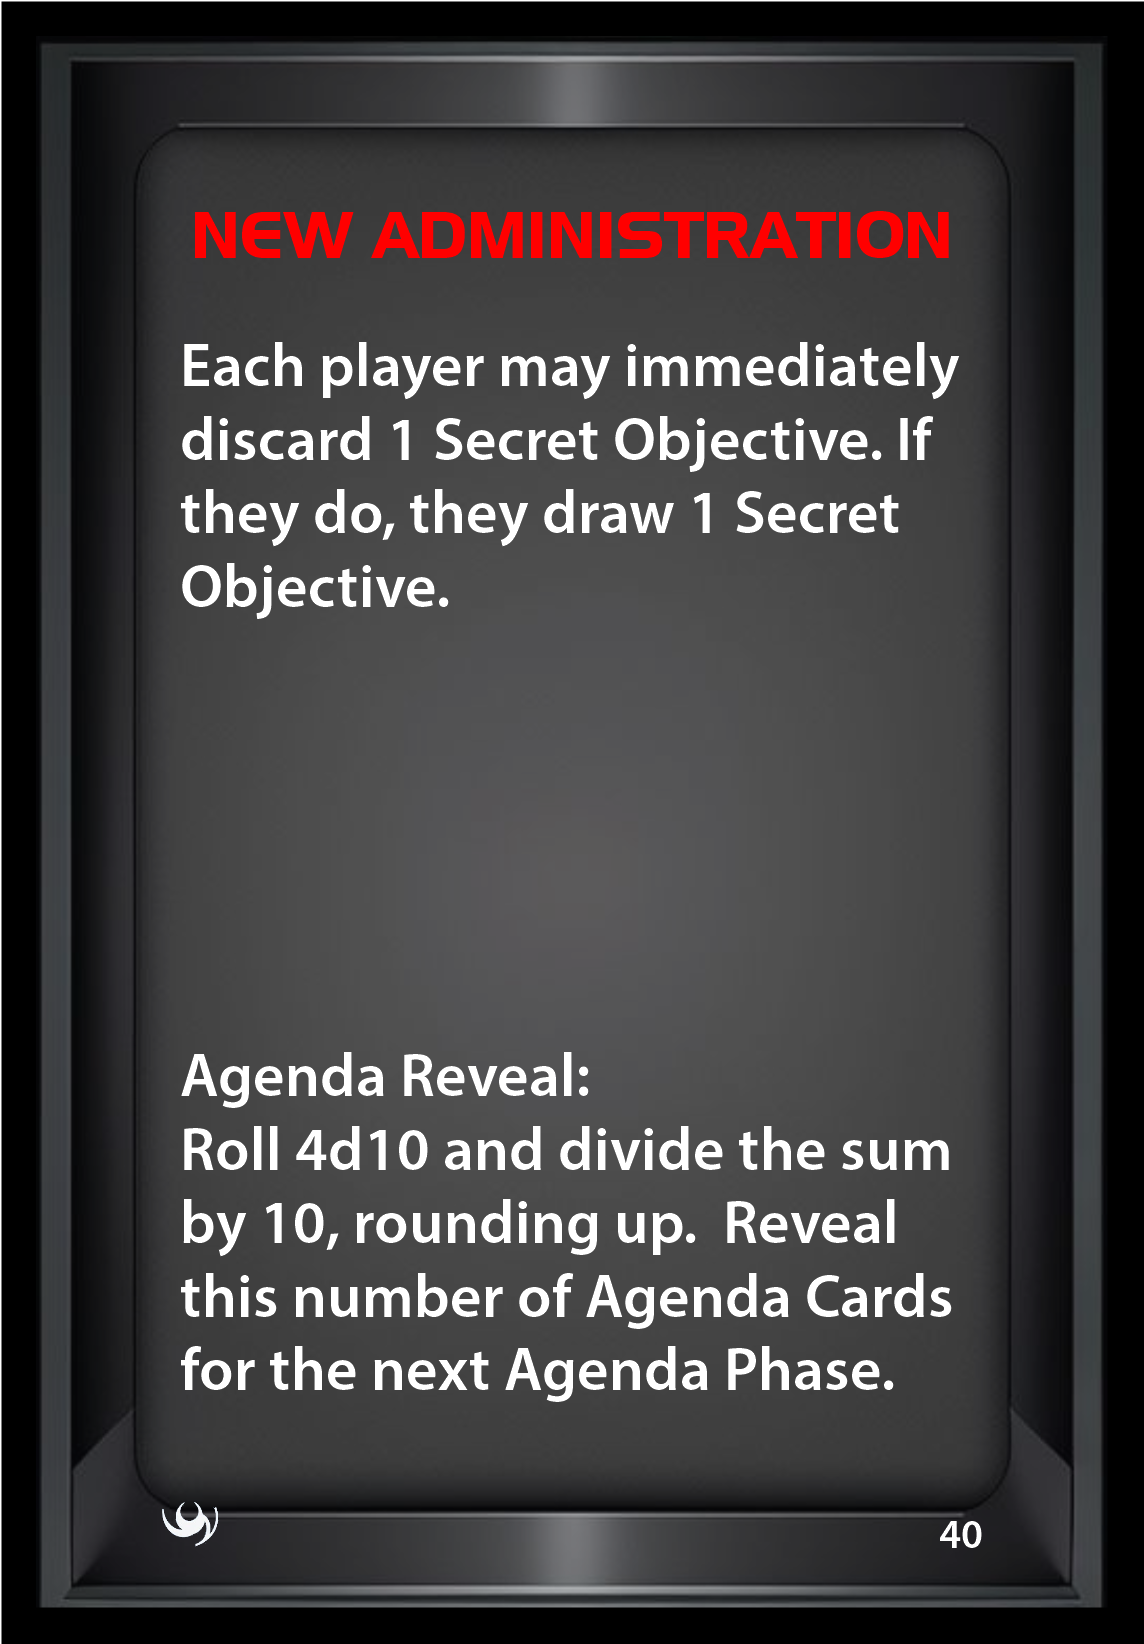 NEW ADMINISTRATION
Each player may immediately
discard 1 Secret Objective. If
they do, they draw 1 Secret
Objective.
Agenda Reveal:
Roll 4d10 and divide the sum
by 10, rounding up.  Reveal
this number of Agenda Cards
for the next Agenda Phase.
40